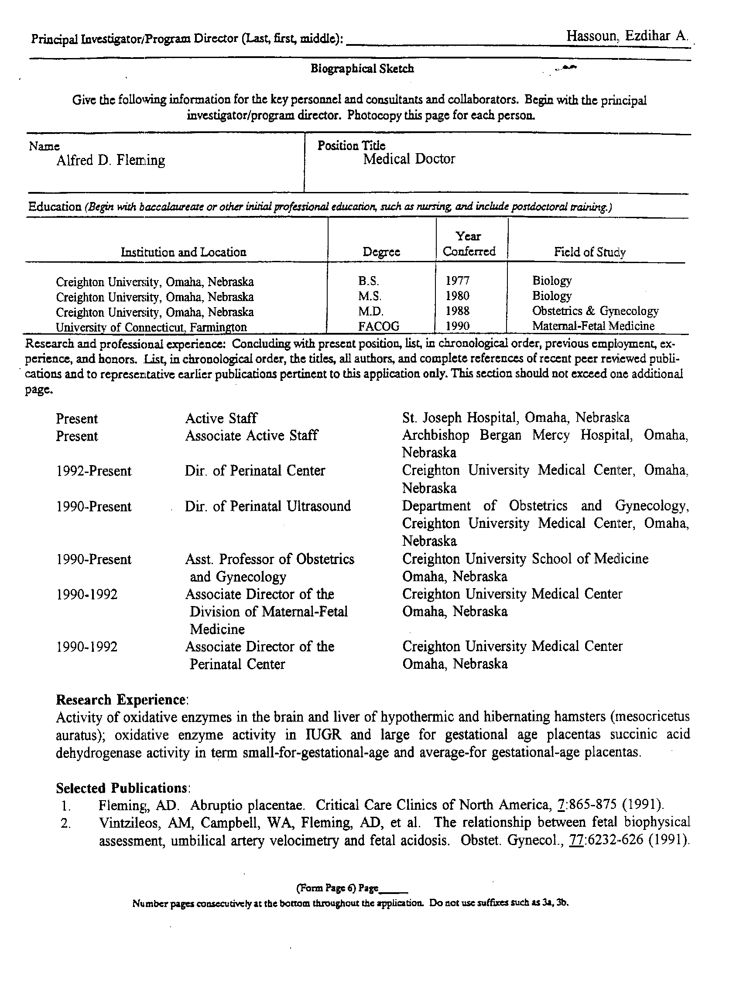 Principal Investigator/Program Director (Last, first, middle): Hassoun, Ezdihar A.
Biographical Sketch
Give the following information for the key personnel and consultants and collaborators. Begin with the principal
investigator/program director. Photocopy this page for each person.
Name
Alfred D. Fleming
Position Title
Medical Doctor
Education (Begin with baccalaureate or other initial professional education, such as nursing, and include postdoctoral training.)
Institution and Location Degree Year Conferred Field of Study
Creighton University, Omaha, Nebraska B.S. 1977 Biology
Creighton University, Omaha, Nebraska M.S. 1980 Biology
Creighton University, Omaha, Nebraska M.D. 1988 Obstetrics & Gynecology
University of Connecticut, Farmington FACOG 1990 Maternal-Fetal Medicine
Research and professional experience: Concluding with present position, list, in chronological order, previous employment, ex-
perience, and honors. List, in chronological order, the titles, all authors, and complete references of recent peer reviewed publi-
cations and to representative earlier publications pertinent to this application only. This section should not exceed one additional
page.
Present Active Staff St. Joseph Hospital, Omaha, Nebraska
Present Associate Active Staff Archbishop Bergan Mercy Hospital, Omaha,
Nebraska
1992-Present Dir. of Perinatal Center Creighton University Medical Center, Omaha,
Nebraska
1990-Present Dir. of Perinatal Ultrasound Department of Obstetrics and Gynecology,
Creighton University Medical Center, Omaha,
Nebraska
1990-Present Asst. Professor of Obstetrics Creighton University School of Medicine
and Gynecology Omaha, Nebraska
1990-1992 Associate Director of the Creighton University Medical Center
Division of Maternal-Fetal Omaha, Nebraska
Medicine
1990-1992 Associate Director of the Creighton University Medical Center
Perinatal Center Omaha, Nebraska
Research Experience:
Activity of oxidative enzymes in the brain and liver of hypothermic and hibernating hamsters (mesocricetus
auratus); oxidative enzyme activity in IUGR and large for gestational age placentas succinic acid
dehydrogenase activity in term small-for-gestational-age and average-for gestational-age placentas.
Selected Publications:
1. Fleming, AD. Abruptio placentae. Critical Care Clinics of North America, 7:865-875 (1991).
2. Vintzileos, AM, Campbell, WA, Fleming, AD, et al. The relationship between fetal biophysical
assessment, umbilical artery velocimetry and fetal acidosis. Obstet. Gynecol., 77:6232-626 (1991).
(Form Page 6) Page____
Number pages consecutively at the bottom throughout the application. Do not use suffixes such as 3a, 3b.